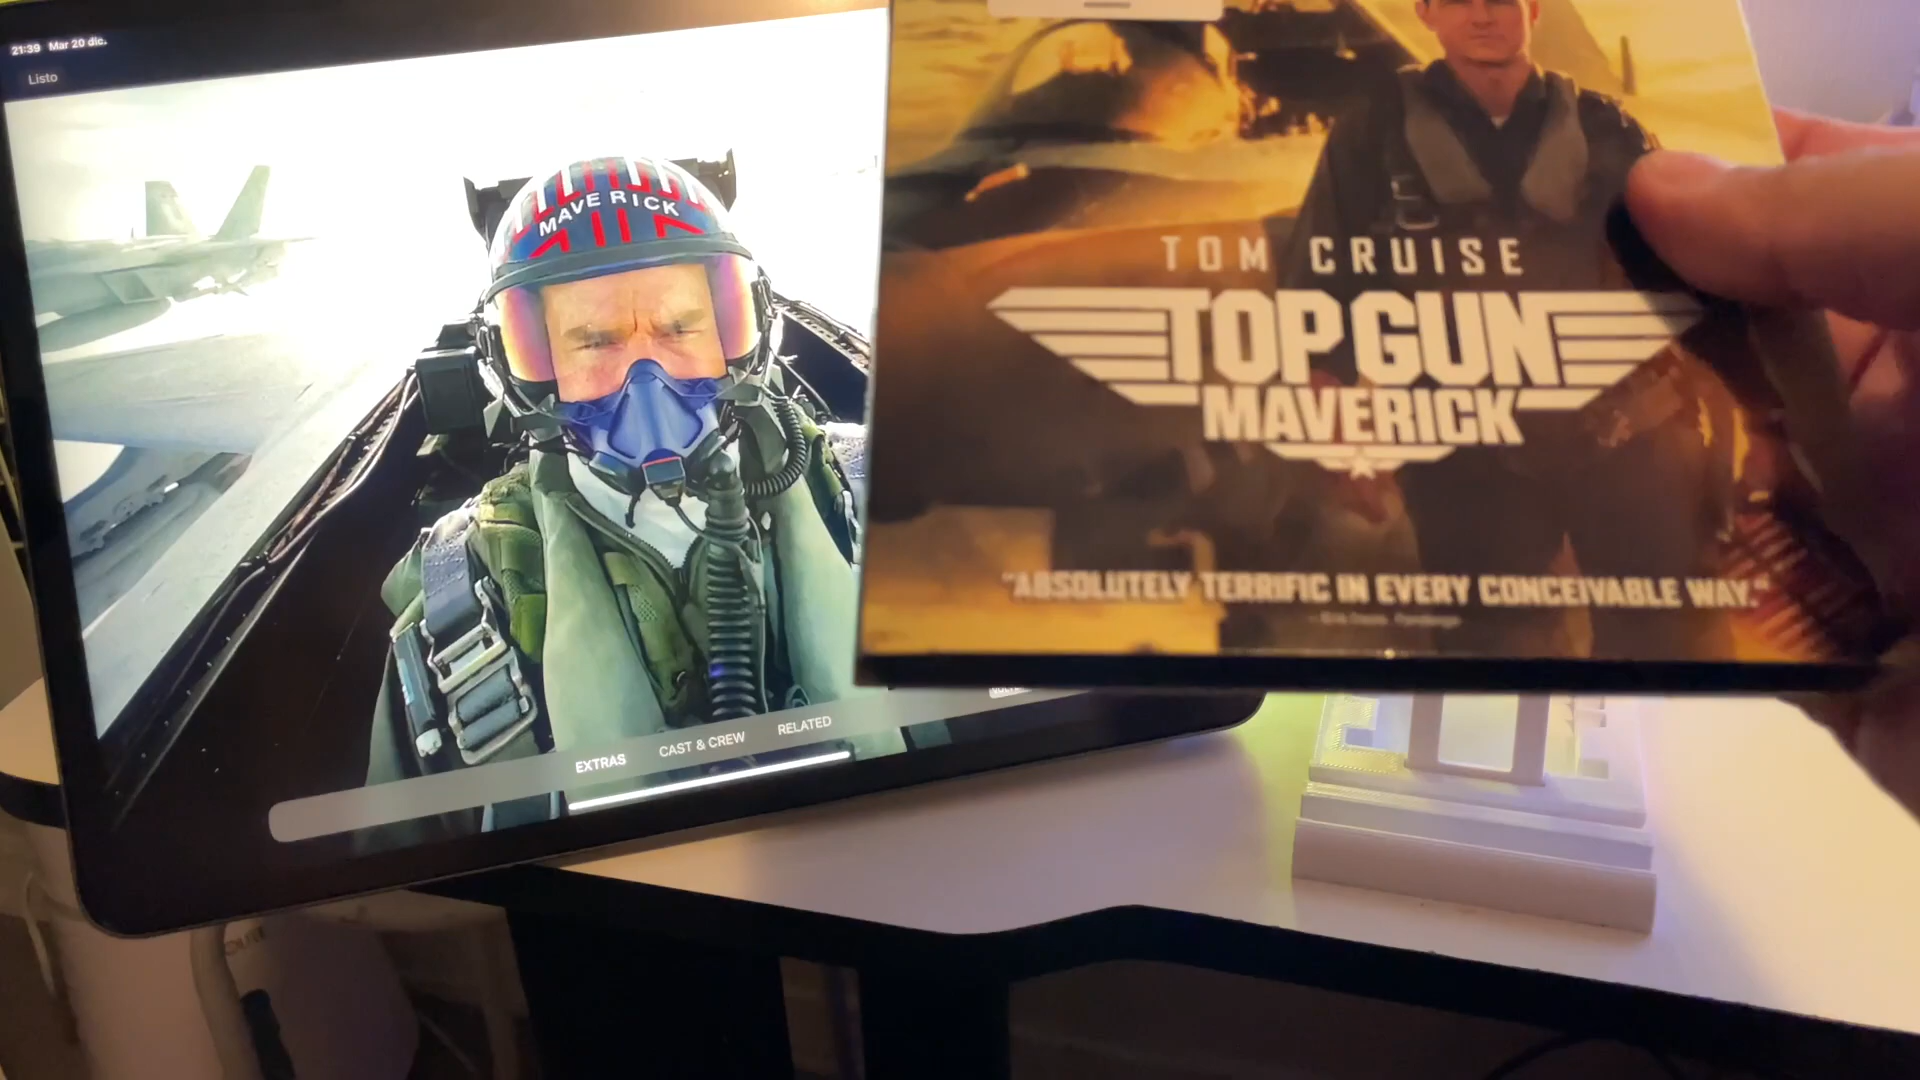 21:39 Mar 20 dic.
Listo
MAVERICK
EXTRAS
CAST & CREW
RELATED
TOM CRUISE
TOP GUN
MAVERICK
"ABSOLUTELY TERRIFIC IN EVERY CONCEIVABLE WAY."